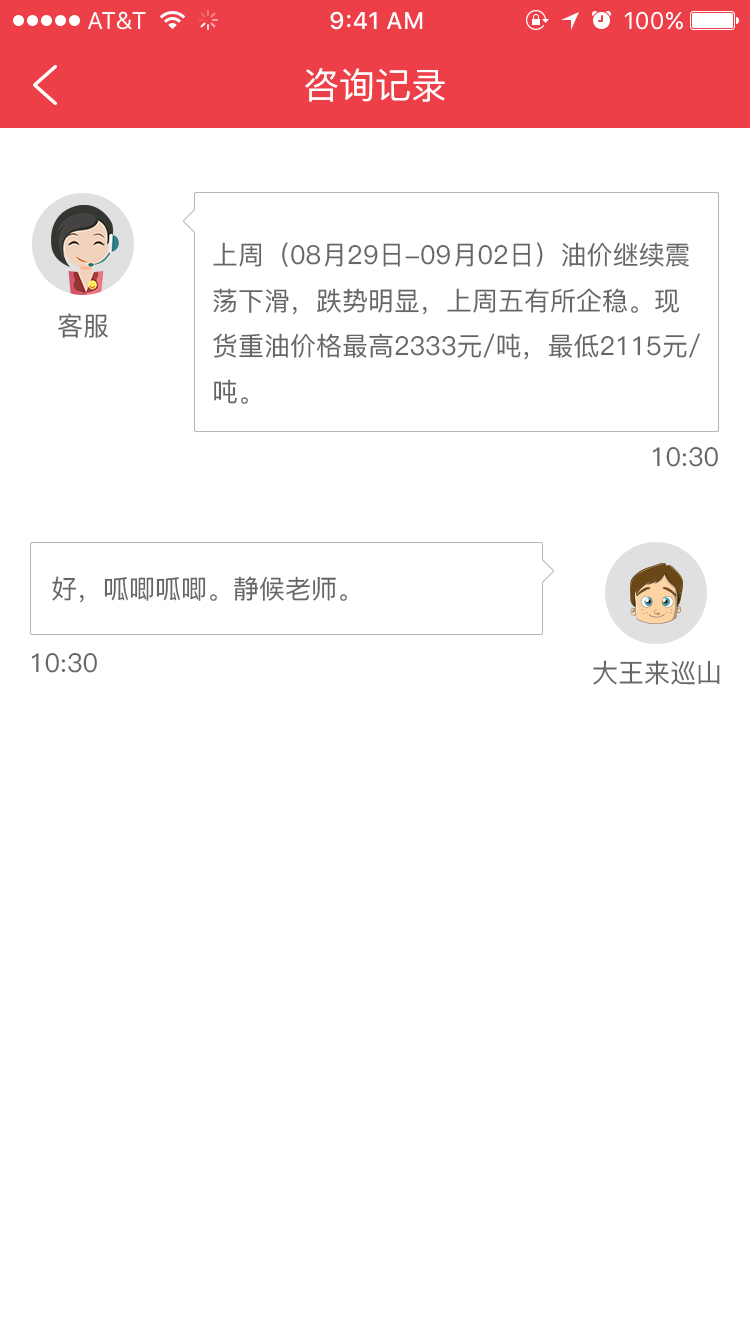 AT&T 9:41 AM 100%
咨询记录
上周（08月29日–09月02日）油价继续震
荡下滑，跌势明显，上周五有所企稳。现
货重油价格最高2333元/吨，最低2115元/
吨。
客服
10:30
好，呱唧呱唧。静候老师。
10:30
大王来巡山